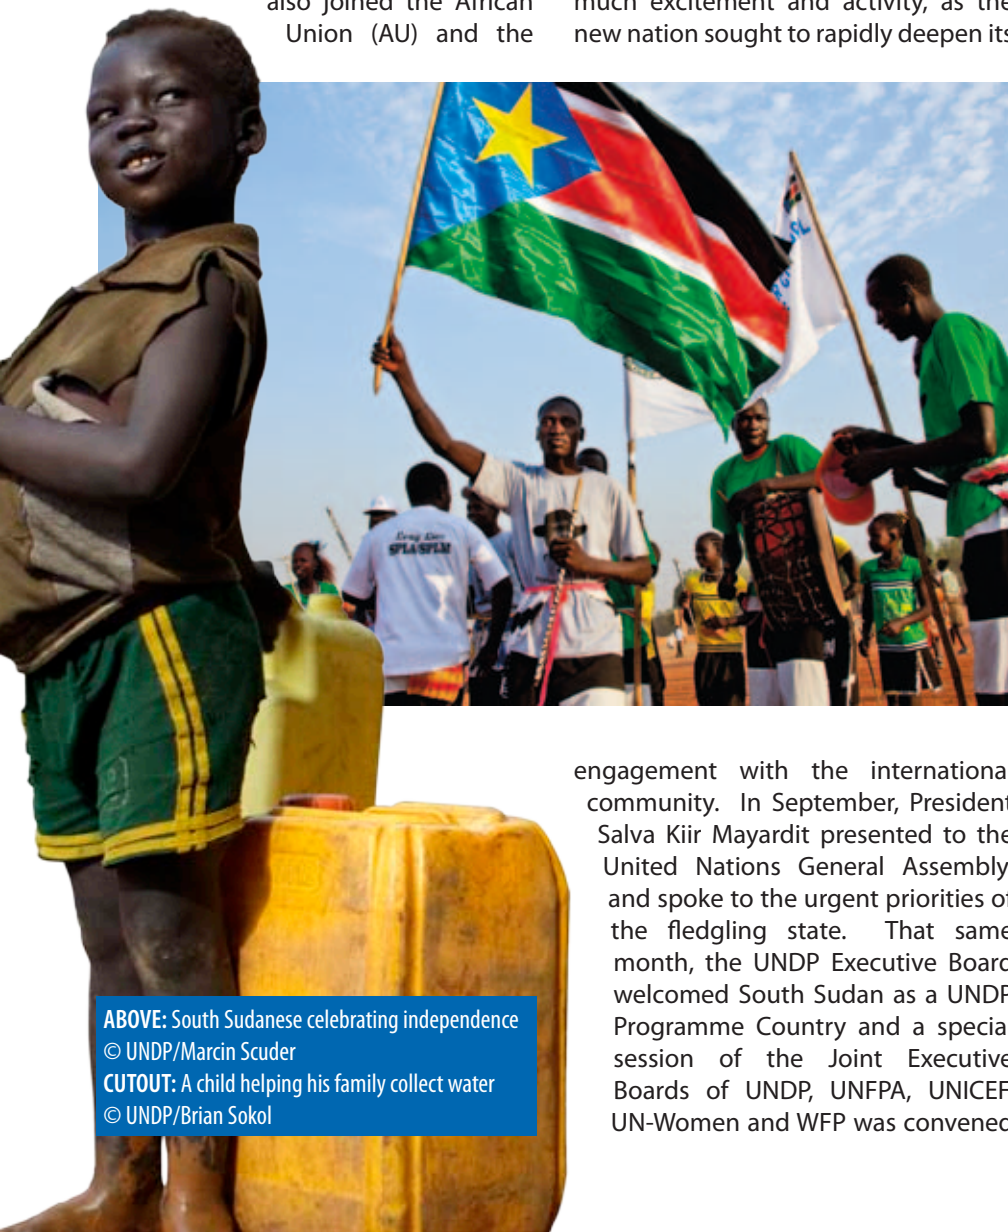 also joined the African
Union (AU) and the
much excitement and activity, as the
new nation sought to rapidly deepen its
Long Live
SPLA/SPLM
engagement with the internationa
community. In September, President
Salva Kiir Mayardit presented to the
United Nations General Assembly
and spoke to the urgent priorities of
the fledgling state. That same
month, the UNDP Executive Board
welcomed South Sudan as a UNDP
Programme Country and a specia
session of the Joint Executive
Boards of UNDP, UNFPA, UNICEF
UN-Women and WFP was convened
ABOVE: South Sudanese celebrating independence
© UNDP/Marcin Scuder
CUTOUT: A child helping his family collect water
© UNDP/Brian Sokol